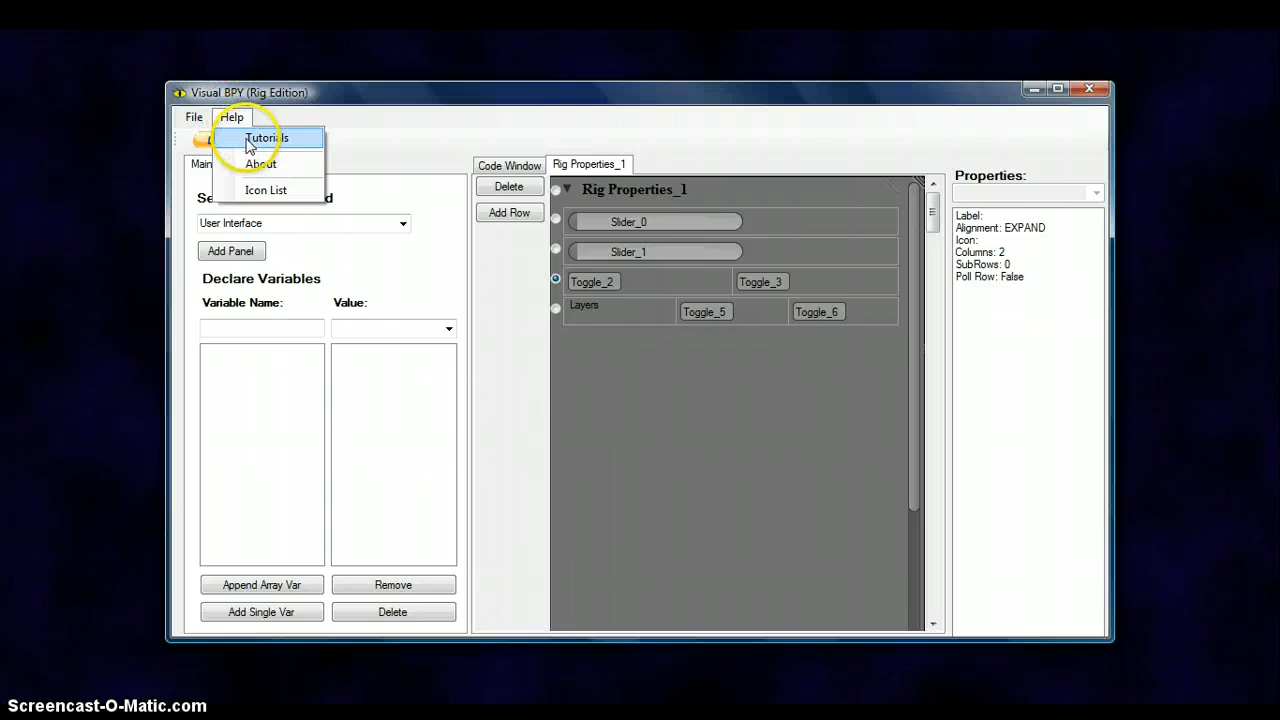 Visual BPY (Rig Edition)
File
Help
Tutorials
About
Icon List
Main
Se
d
User Interface
Add Panel
Declare Variables
Variable Name:
Value:
Append Array Var
Remove
Add Single Var
Delete
Code Window
Rig Properties_1
Delete
Add Row
Rig Properties_1
Slider_0
Slider_1
Toggle_2
Toggle_3
Layers
Toggle_5
Toggle_6
Properties:
Label:
Alignment: EXPAND
Icon:
Columns: 2
SubRows: 0
Poll Row: False
Screencast-O-Matic.com